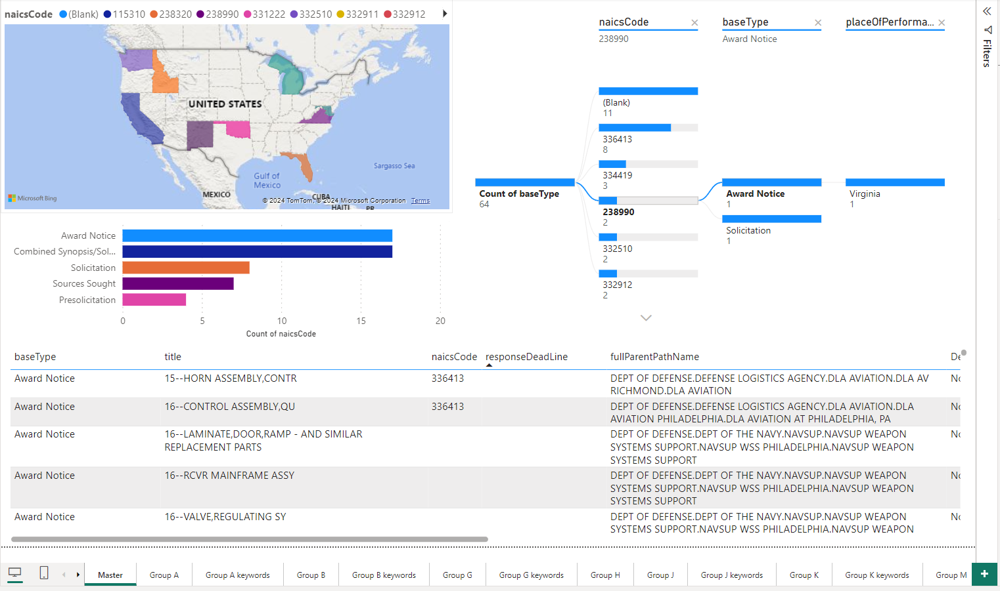 naicsCode (Blank) 115310 238320 238990 331222 332510 332911 332912
UNITED STATES
Sargasso Sea
Gulf of
Mexico
MEXICO
CUBA
HAITI
PR
Microsoft Bing
© 2024 TomTom, © 2024 Microsoft Corporation Terms
naicsCode
238990
baseType
Award Notice
placeOfPerforma...
Count of baseType
64
(Blank)
11
336413
8
334419
3
238990
2
332510
2
332912
2
Award Notice
1
Solicitation
1
Virginia
1
Filters
Award Notice
Combined Synopsis/Sol...
Solicitation
Sources Sought
Presolicitation
0 5 10 15 20
Count of naicsCode
baseType title naicsCode responseDeadLine fullParentPathName De
Award Notice 15--HORN ASSEMBLY,CONTR 336413 DEPT OF DEFENSE.DEFENSE LOGISTICS AGENCY.DLA AVIATION.DLA AV No
RICHMOND.DLA AVIATION
Award Notice 16--CONTROL ASSEMBLY,QU 336413 DEPT OF DEFENSE.DEFENSE LOGISTICS AGENCY.DLA AVIATION.DLA No
AVIATION PHILADELPHIA.DLA AVIATION AT PHILADELPHIA, PA
Award Notice 16--LAMINATE,DOOR,RAMP - AND SIMILAR DEPT OF DEFENSE.DEPT OF THE NAVY.NAVSUP.NAVSUP WEAPON No
REPLACEMENT PARTS SYSTEMS SUPPORT.NAVSUP WSS PHILADELPHIA.NAVSUP WEAPON
SYSTEMS SUPPORT
Award Notice 16--RCVR MAINFRAME ASSY DEPT OF DEFENSE.DEPT OF THE NAVY.NAVSUP.NAVSUP WEAPON No
SYSTEMS SUPPORT.NAVSUP WSS PHILADELPHIA.NAVSUP WEAPON
SYSTEMS SUPPORT
Award Notice 16--VALVE,REGULATING SY DEPT OF DEFENSE.DEPT OF THE NAVY.NAVSUP.NAVSUP WEAPON No
SYSTEMS SUPPORT.NAVSUP WSS PHILADELPHIA.NAVSUP WEAPON
Master Group A Group A keywords Group B Group B keywords Group G Group G keywords Group H Group J Group J keywords Group K Group K keywords Group M